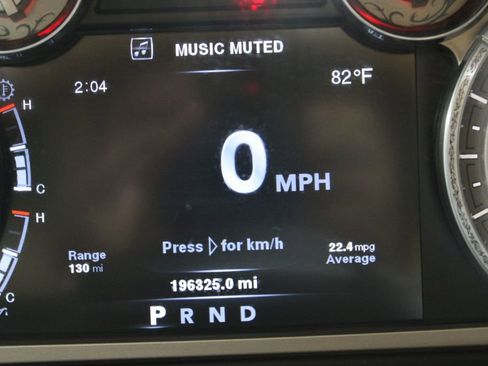 MUSIC MUTED
2:04
82°F
H
0 MPH
C
H
Press ▷ for km/h
Range
130 mi
22.4 mpg
Average
196325.0 mi
C
P R N D